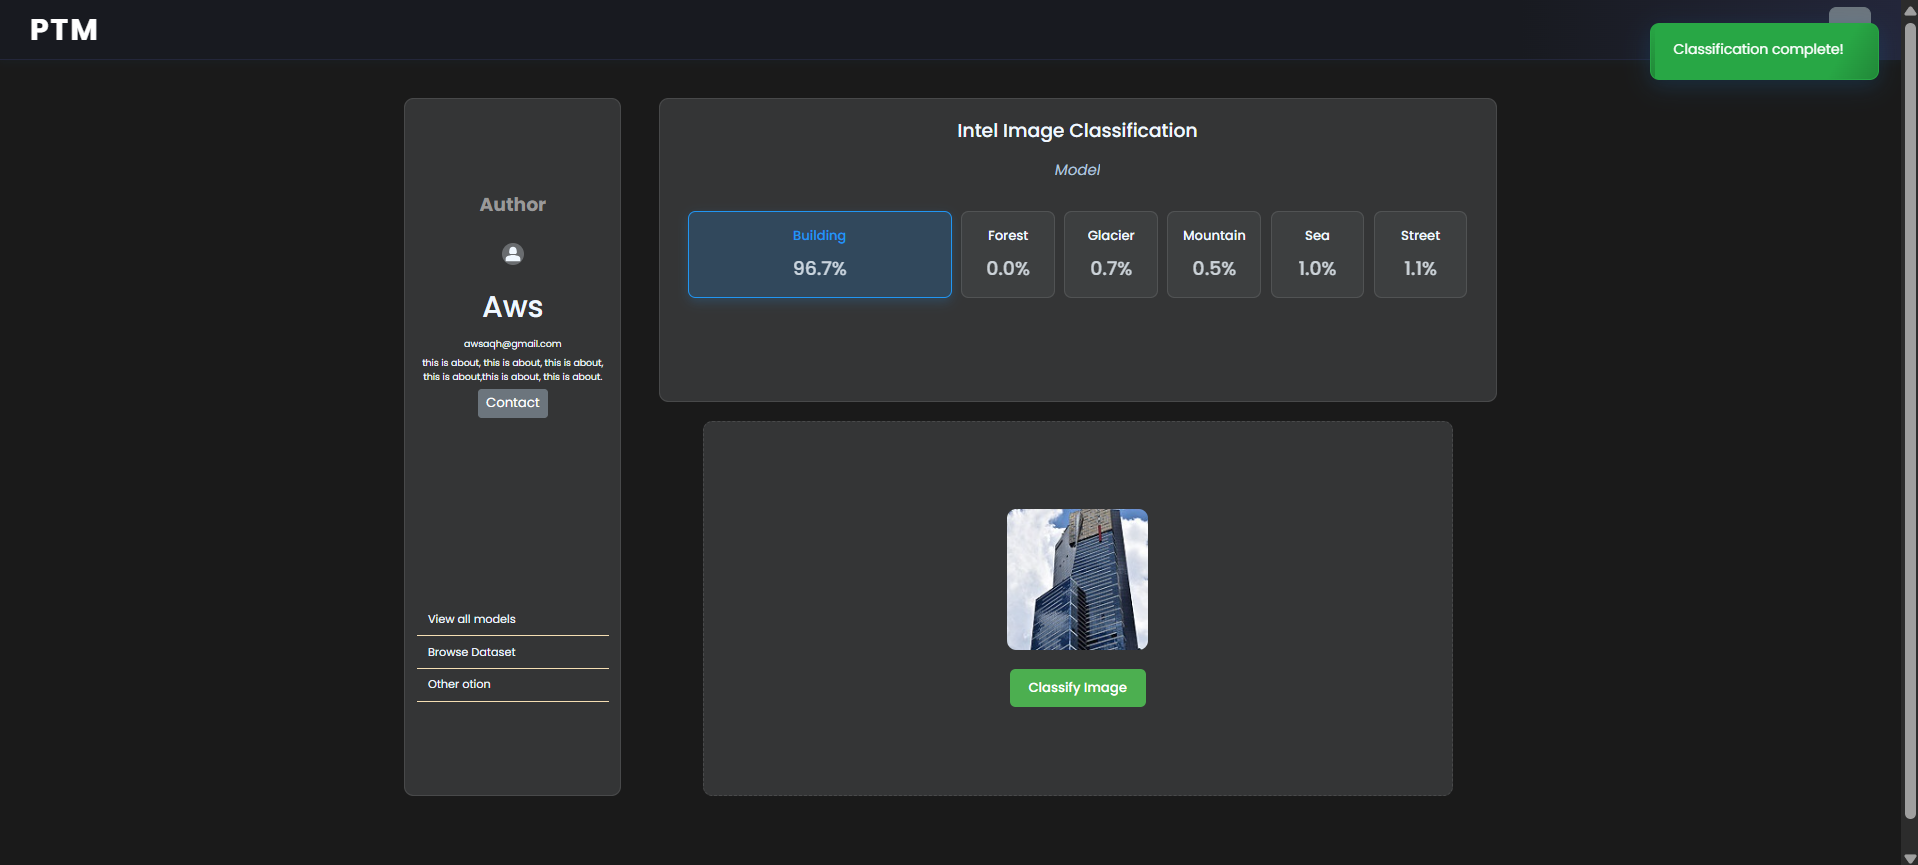 PTM
Classification complete!
Author
Aws
awsaqh@gmail.com
this is about, this is about, this is about,
this is about,this is about, this is about.
Contact
View all models
Browse Dataset
Other otion
Intel Image Classification
Model
Building
96.7%
Forest
0.0%
Glacier
0.7%
Mountain
0.5%
Sea
1.0%
Street
1.1%
Classify Image